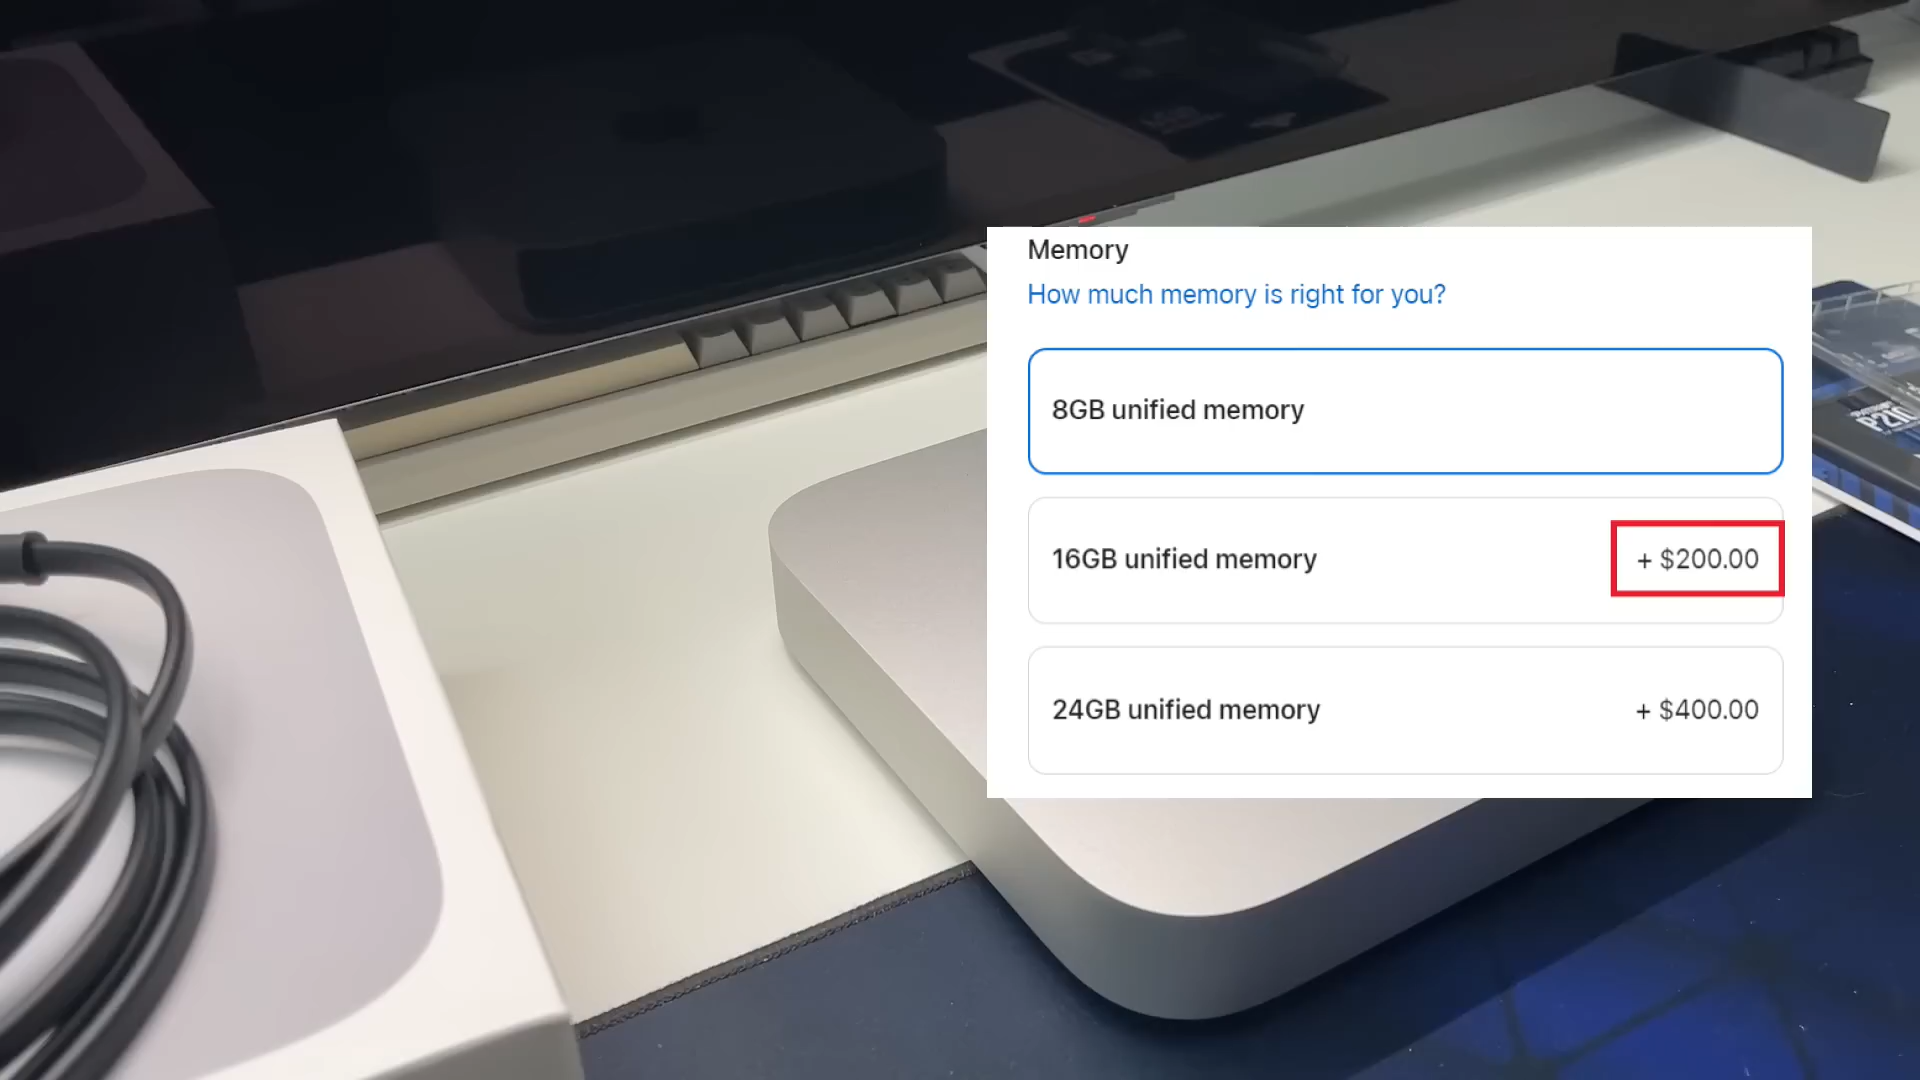 Memory
How much memory is right for you?
8GB unified memory
16GB unified memory + $200.00
24GB unified memory + $400.00